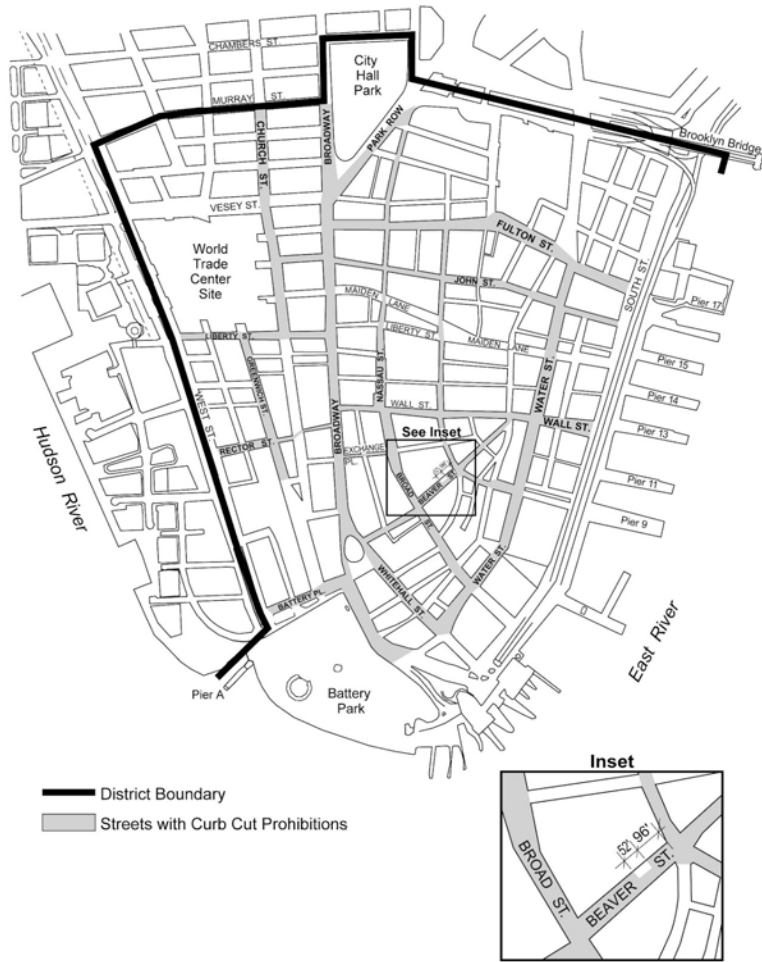 CHAMBERS ST.
City
Hall
Park
MURRAY ST.
CHURCH ST.
BROADWAY
PARK ROW
Brooklyn Bridge
VESEY ST.
World
Trade
Center
Site
FULTON ST.
SOUTH ST.
JOHN ST.
MAIDEN LANE
Pier 17
LIBERTY ST.
LIBERTY ST.
MAIDEN LANE
NASSAU ST.
GREENWICH ST.
WATER ST.
Pier 15
Pier 14
WEST ST.
WALL ST.
WALL ST.
Pier 13
BROADWAY
See Inset
RECTOR ST.
EXCHANGE
PL.
Hudson River
BROAD
ST.
BEAVER ST.
Pier 11
Pier 9
WATER ST.
WHITEHALL ST.
BATTERY PL.
East River
Pier A
Battery
Park
District Boundary
Streets with Curb Cut Prohibitions
Inset
52' 96'
BROAD ST.
BEAVER ST.